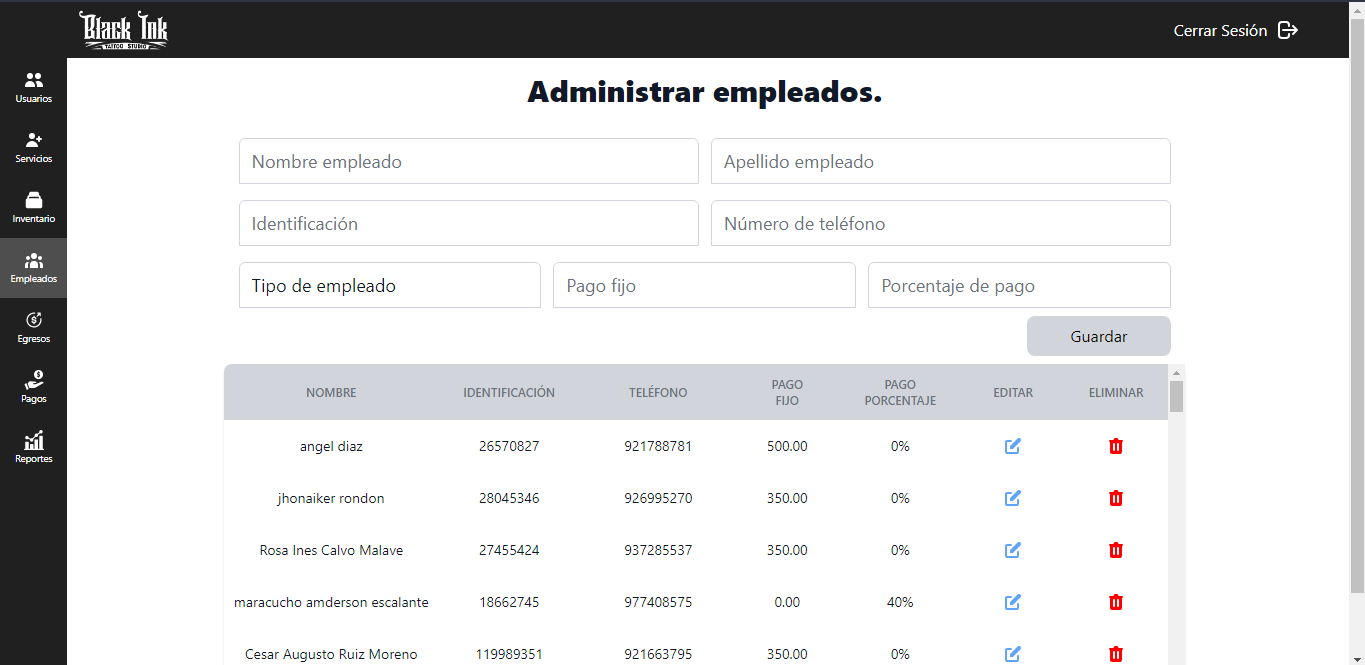 Black Ink
TATTOO STUDIO
Cerrar Sesión
Usuarios
Servicios
Inventario
Empleados
Egresos
Pagos
Reportes
Administrar empleados.
Nombre empleado
Apellido empleado
Identificación
Número de teléfono
Tipo de empleado
Pago fijo
Porcentaje de pago
Guardar
NOMBRE IDENTIFICACIÓN TELÉFONO PAGO FIJO PAGO PORCENTAJE EDITAR ELIMINAR
angel diaz 26570827 921788781 500.00 0%
jhonaiker rondon 28045346 926995270 350.00 0%
Rosa Ines Calvo Malave 27455424 937285537 350.00 0%
maracucho amderson escalante 18662745 977408575 0.00 40%
Cesar Augusto Ruiz Moreno 119989351 921663795 350.00 0%